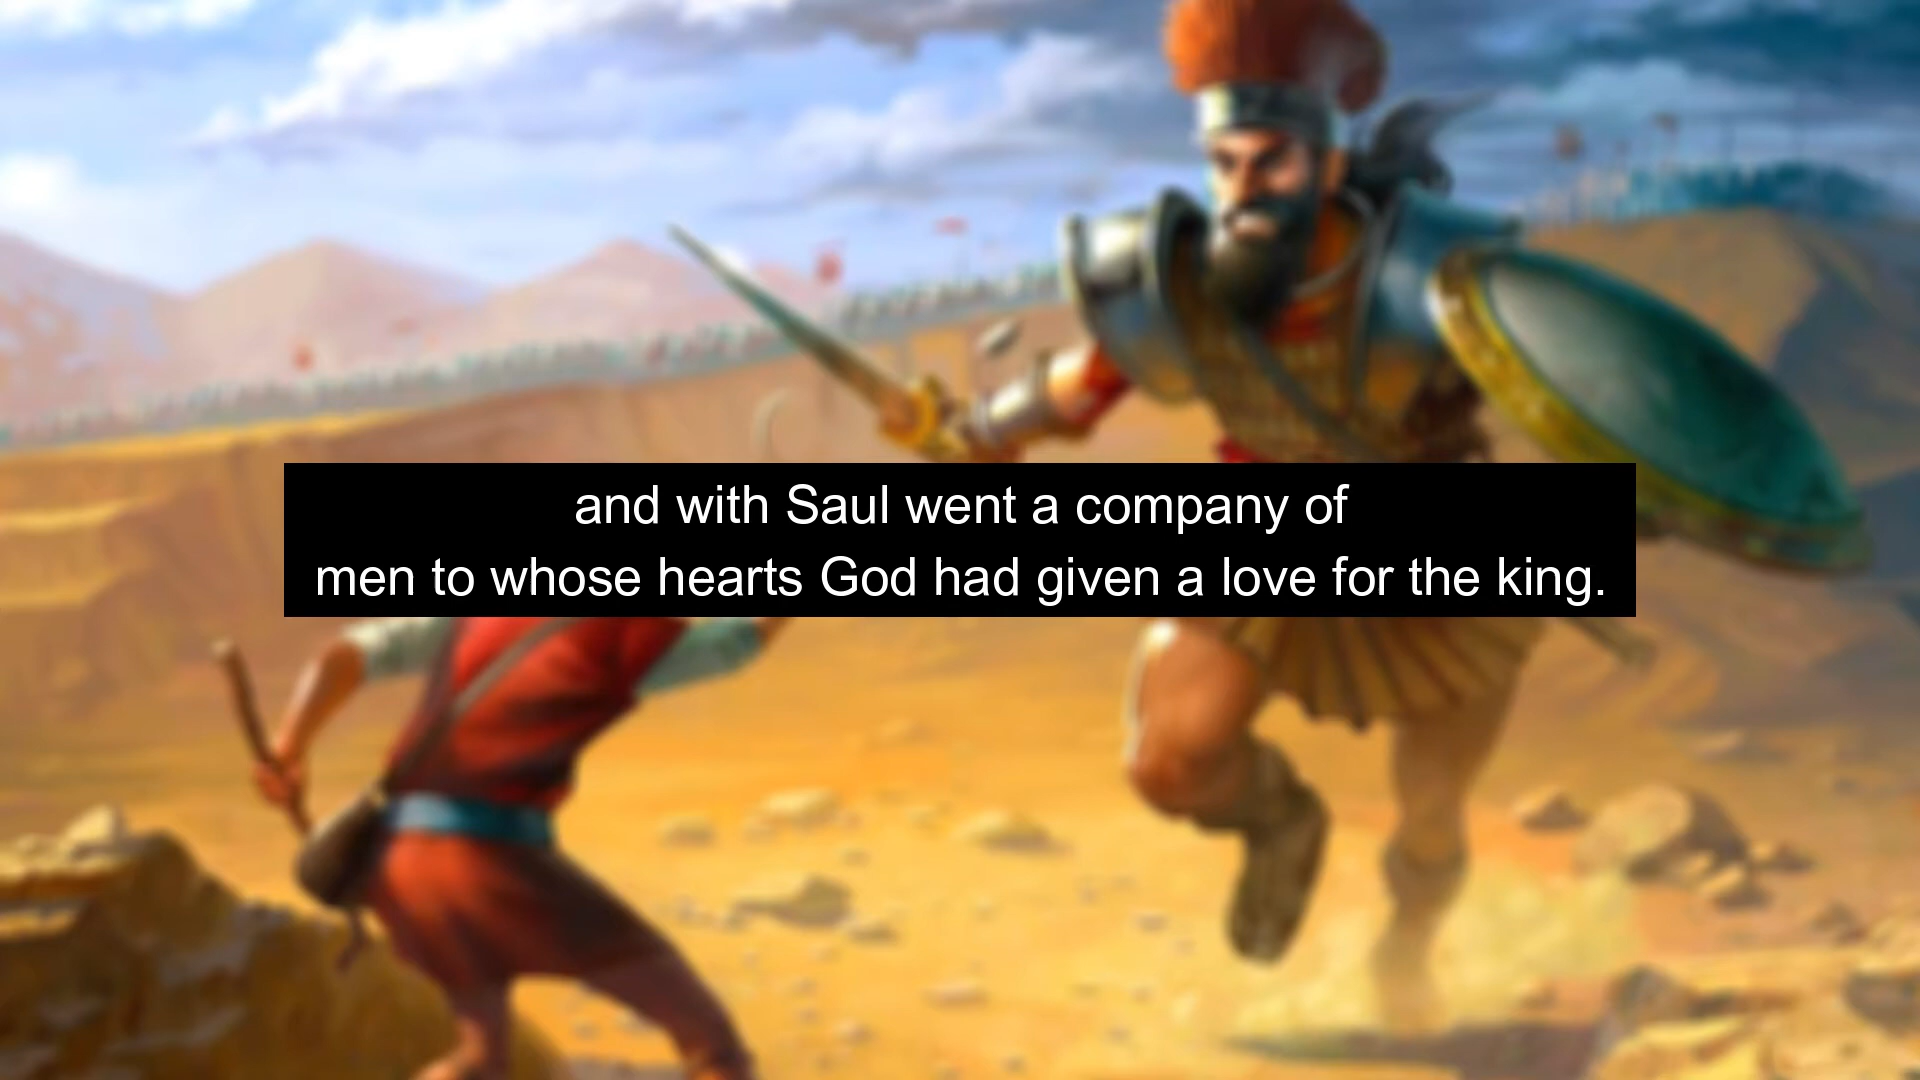 and with Saul went a company of
men to whose hearts God had given a love for the king.